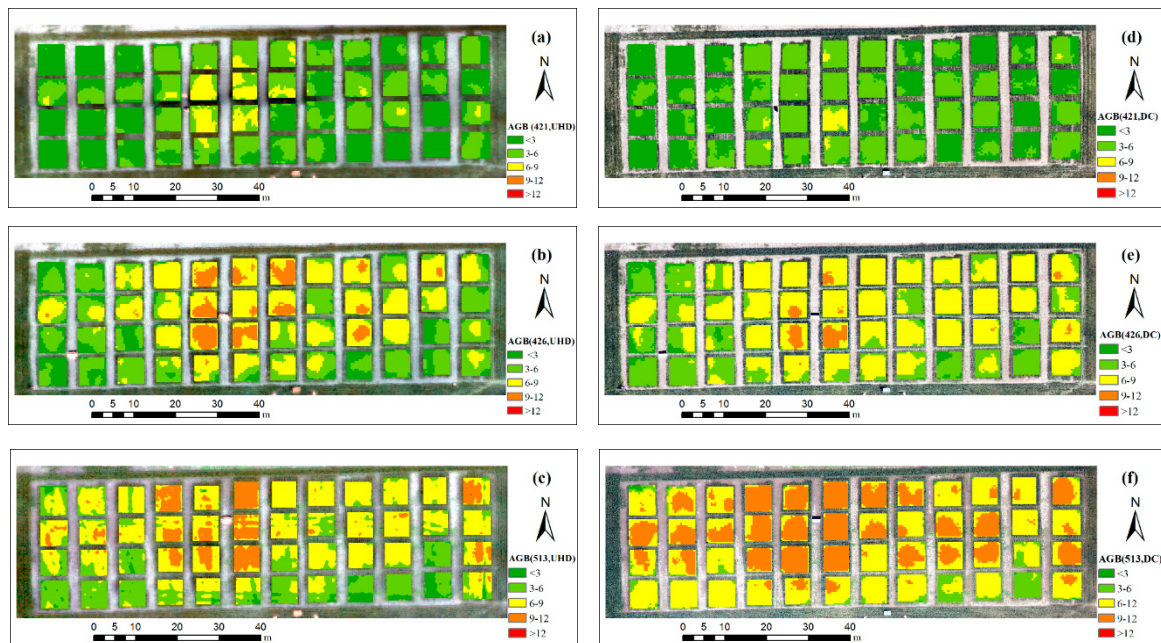 (a)
N
AGB (421,UHD)
<3
3-6
6-9
9-12
>12
0 5 10 20 30 40
m
(d)
N
AGB(421,DC)
<3
3-6
6-9
9-12
>12
0 5 10 20 30 40
m
(b)
N
AGB(426,UHD)
<3
3-6
6-9
9-12
>12
0 5 10 20 30 40
m
(e)
N
AGB(426,DC)
<3
3-6
6-9
9-12
>12
0 5 10 20 30 40
m
(c)
N
AGB(513,UHD)
<3
3-6
6-9
9-12
>12
0 5 10 20 30 40
m
(f)
N
AGB(513,DC)
<3
3-6
6-12
9-12
>12
0 5 10 20 30 40
m